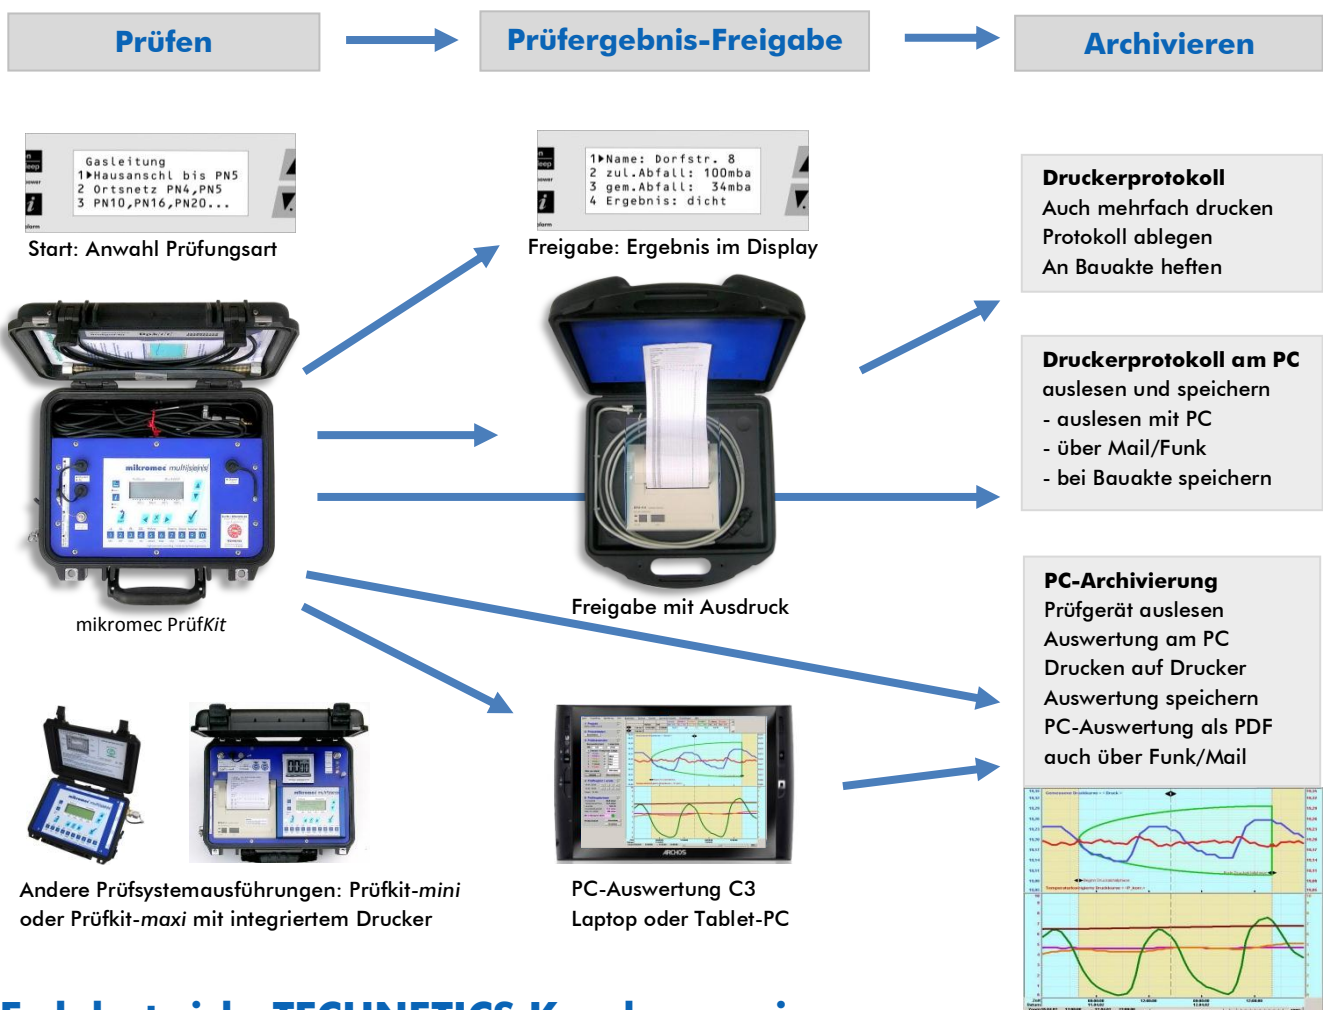 Prüfen
Prüfergebnis-Freigabe
Archivieren
Gasleitung
1▶Hausanschl bis PN5
2 Ortsnetz PN4,PN5
3 PN10,PN16,PN20...
Start: Anwahl Prüfungsart
1▶Name: Dorfstr. 8
2 zul.Abfall: 100mba
3 gem.Abfall: 34mba
4 Ergebnis: dicht
Freigabe: Ergebnis im Display
Druckerprotokoll
Auch mehrfach drucken
Protokoll ablegen
An Bauakte heften
Druckerprotokoll am PC
auslesen und speichern
- auslesen mit PC
- über Mail/Funk
- bei Bauakte speichern
mikromec multisens
mikromec PrüfKit
Freigabe mit Ausdruck
PC-Archivierung
Prüfgerät auslesen
Auswertung am PC
Drucken auf Drucker
Auswertung speichern
PC-Auswertung als PDF
auch über Funk/Mail
ARCHOS
Andere Prüfsystemausführungen: Prüfkit-mini
oder Prüfkit-maxi mit integriertem Drucker
PC-Auswertung C3
Laptop oder Tablet-PC